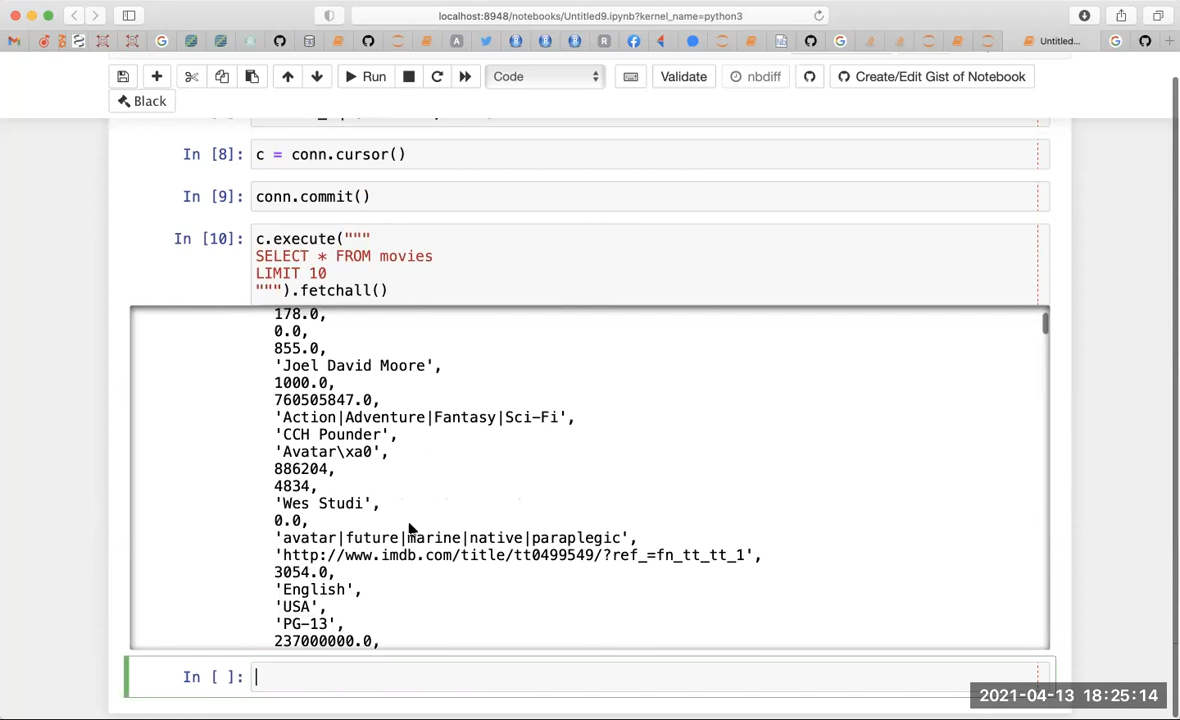 localhost:8948/notebooks/Untitled9.ipynb?kernel_name=python3
Untitled...
Run
Code
Validate
nbdiff
Create/Edit Gist of Notebook
Black
In [8]: c = conn.cursor()
In [9]: conn.commit()
In [10]: c.execute("""
SELECT * FROM movies
LIMIT 10
""").fetchall()
178.0,
0.0,
855.0,
'Joel David Moore',
1000.0,
760505847.0,
'Action|Adventure|Fantasy|Sci-Fi',
'CCH Pounder',
'Avatar\xa0',
886204,
4834,
'Wes Studi',
0.0,
'avatar|future|marine|native|paraplegic',
'http://www.imdb.com/title/tt0499549/?ref_=fn_tt_tt_1',
3054.0,
'English',
'USA',
'PG-13',
237000000.0,
In [ ]:
2021-04-13 18:25:14